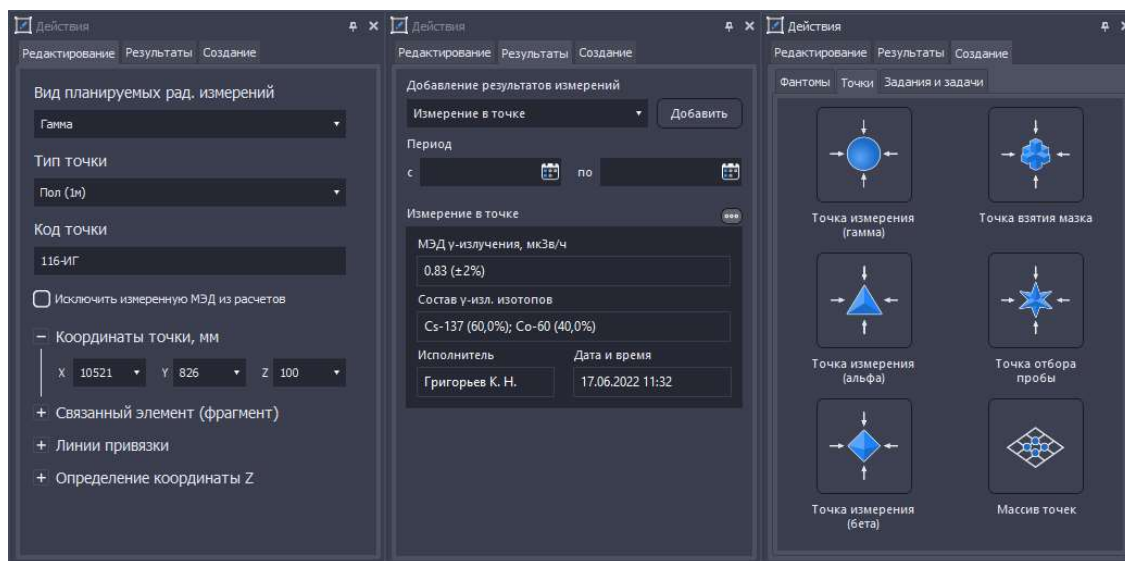 Действия
Редактирование Результаты Создание
Вид планируемых рад. измерений
Гамма
Тип точки
Пол (1м)
Код точки
116-ИГ
Исключить измеренную МЭД из расчетов
Координаты точки, мм
X 10521 Y 826 Z 100
Связанный элемент (фрагмент)
Линии привязки
Определение координаты Z
Действия
Редактирование Результаты Создание
Добавление результатов измерений
Измерение в точке Добавить
Период
с по
Измерение в точке
МЭД у-излучения, мкЗв/ч
0.83 (±2%)
Состав у-изл. изотопов
Cs-137 (60,0%); Co-60 (40,0%)
Исполнитель Дата и время
Григорьев К. Н. 17.06.2022 11:32
Действия
Редактирование Результаты Создание
Фантомы Точки Задания и задачи
Точка измерения
(гамма)
Точка взятия мазка
Точка измерения
(альфа)
Точка отбора
пробы
Точка измерения
(бета)
Массив точек